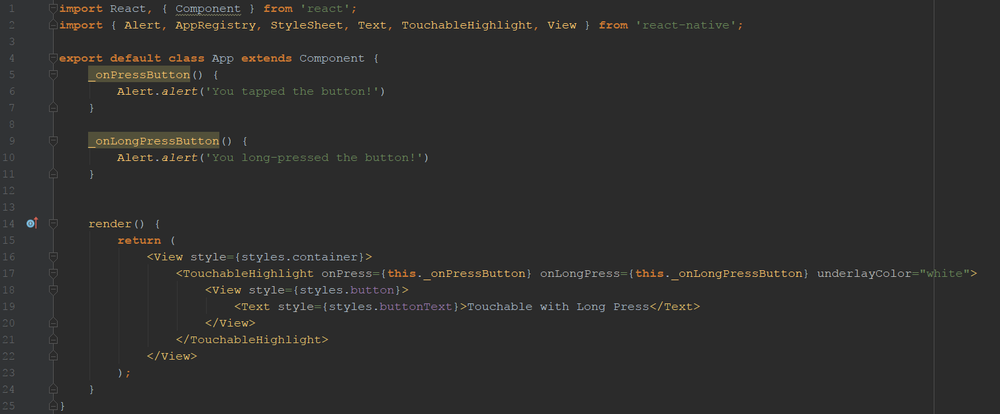 1 import React, { Component } from 'react';
2 import { Alert, AppRegistry, StyleSheet, Text, TouchableHighlight, View } from 'react-native';
3
4 export default class App extends Component {
5     _onPressButton() {
6         Alert.alert('You tapped the button!')
7     }
8
9     _onLongPressButton() {
10         Alert.alert('You long-pressed the button!')
11     }
12
13
14     render() {
15         return (
16             <View style={styles.container}>
17                 <TouchableHighlight onPress={this._onPressButton} onLongPress={this._onLongPressButton} underlayColor="white">
18                     <View style={styles.button}>
19                         <Text style={styles.buttonText}>Touchable with Long Press</Text>
20                     </View>
21                 </TouchableHighlight>
22             </View>
23         );
24     }
25 }